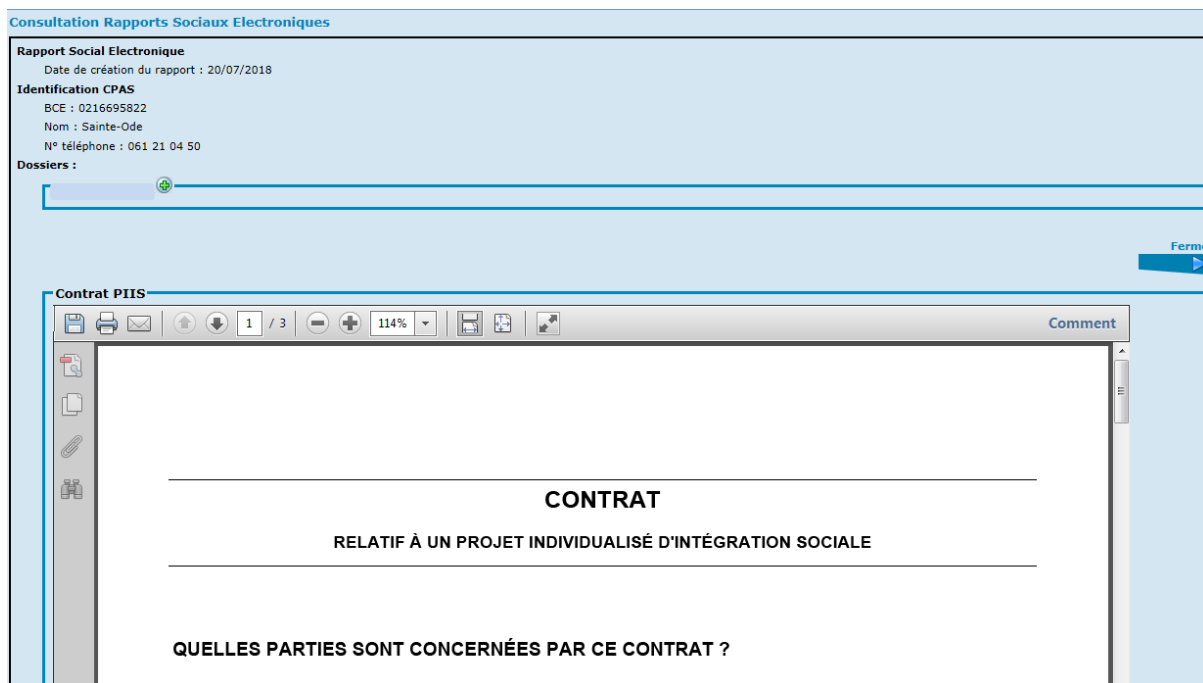 Consultation Rapports Sociaux Electroniques
Rapport Social Electronique
Date de création du rapport : 20/07/2018
Identification CPAS
BCE : 0216695822
Nom : Sainte-Ode
N° téléphone : 061 21 04 50
Dossiers :
Ferme
Contrat PIIS
1 / 3 114% Comment
CONTRAT
RELATIF À UN PROJET INDIVIDUALISÉ D'INTÉGRATION SOCIALE
QUELLES PARTIES SONT CONCERNÉES PAR CE CONTRAT ?